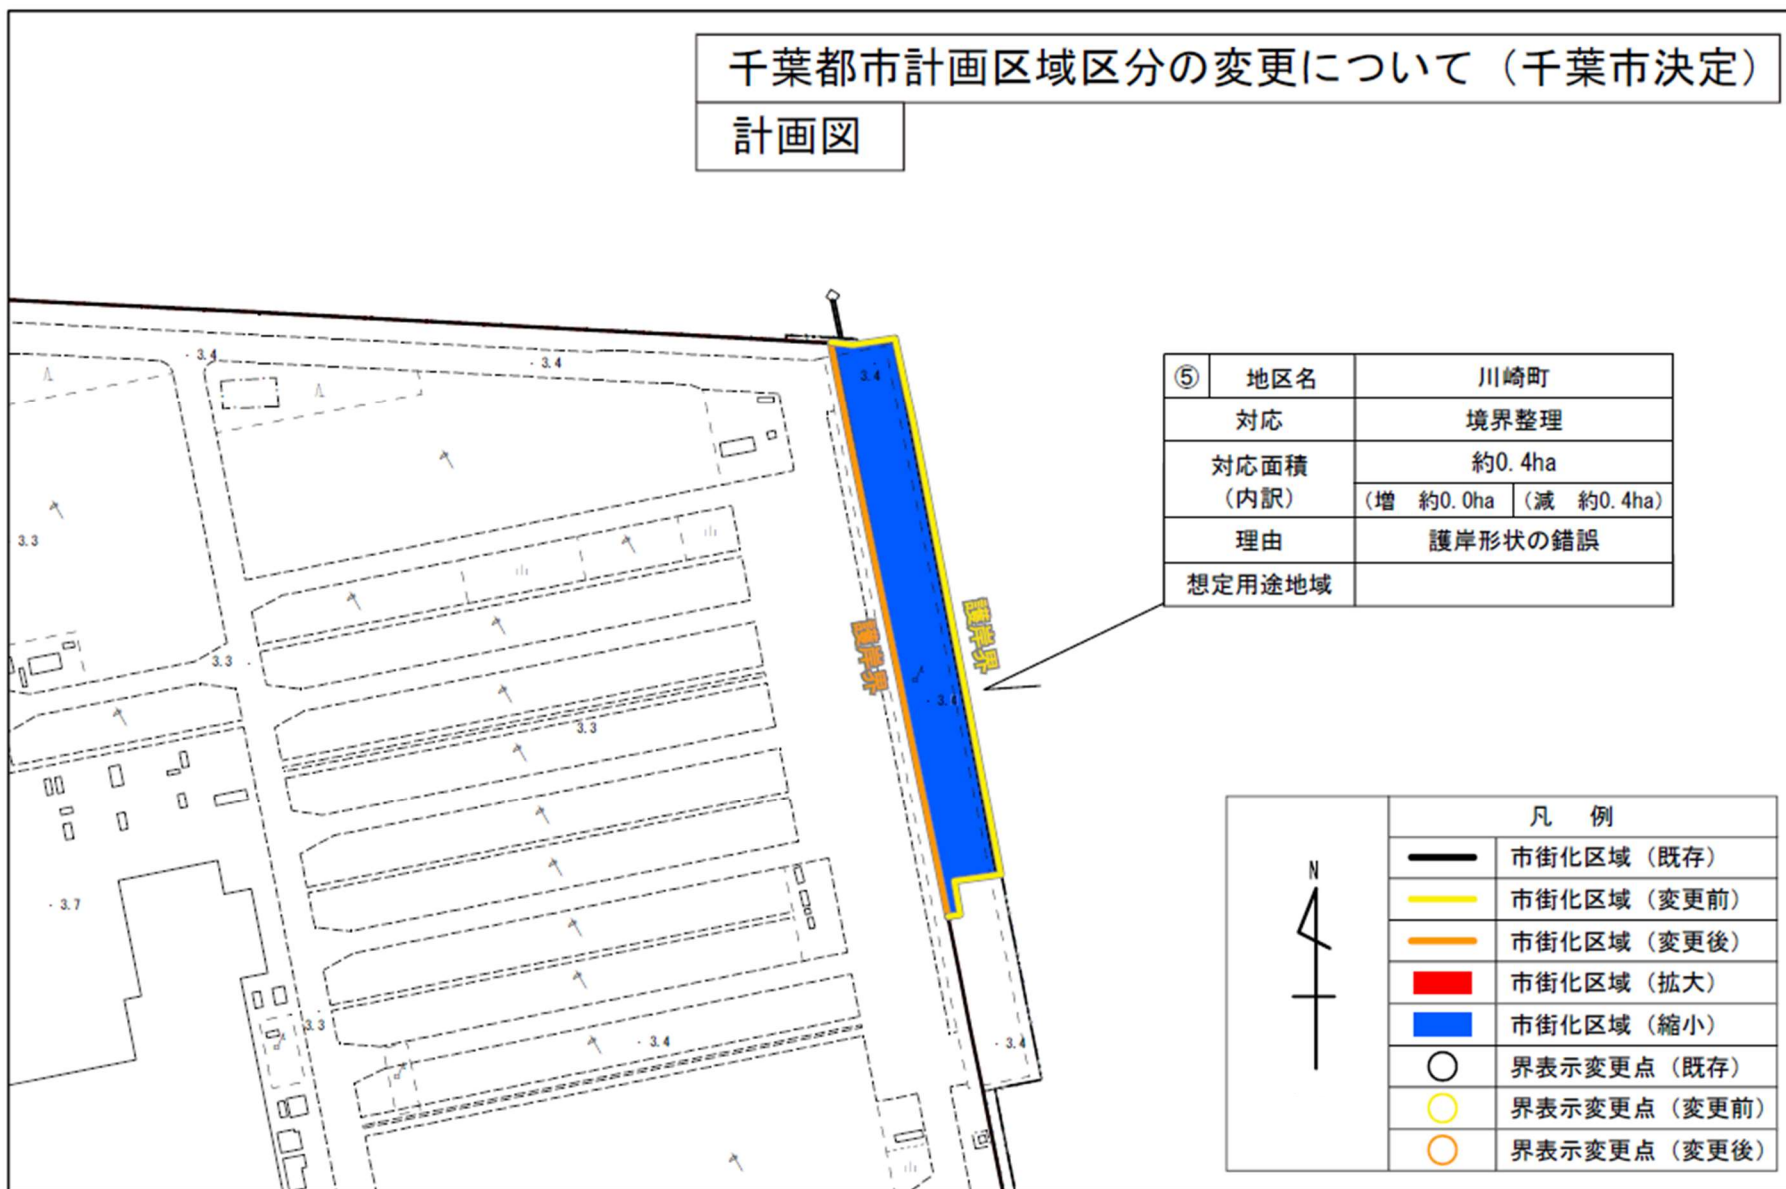 千葉都市計画区域区分の変更について（千葉市決定）
計画図
⑤ 地区名 川崎町
対応 境界整理
対応面積（内訳） 約0.4ha
（増 約0.0ha （減 約0.4ha）
理由 護岸形状の錯誤
想定用途地域
護岸界
護岸界
3.4
3.4
3.4
3.3
3.3
3.4
3.3
3.7
3.3
3.4
3.4
N
凡例
市街化区域（既存）
市街化区域（変更前）
市街化区域（変更後）
市街化区域（拡大）
市街化区域（縮小）
界表示変更点（既存）
界表示変更点（変更前）
界表示変更点（変更後）